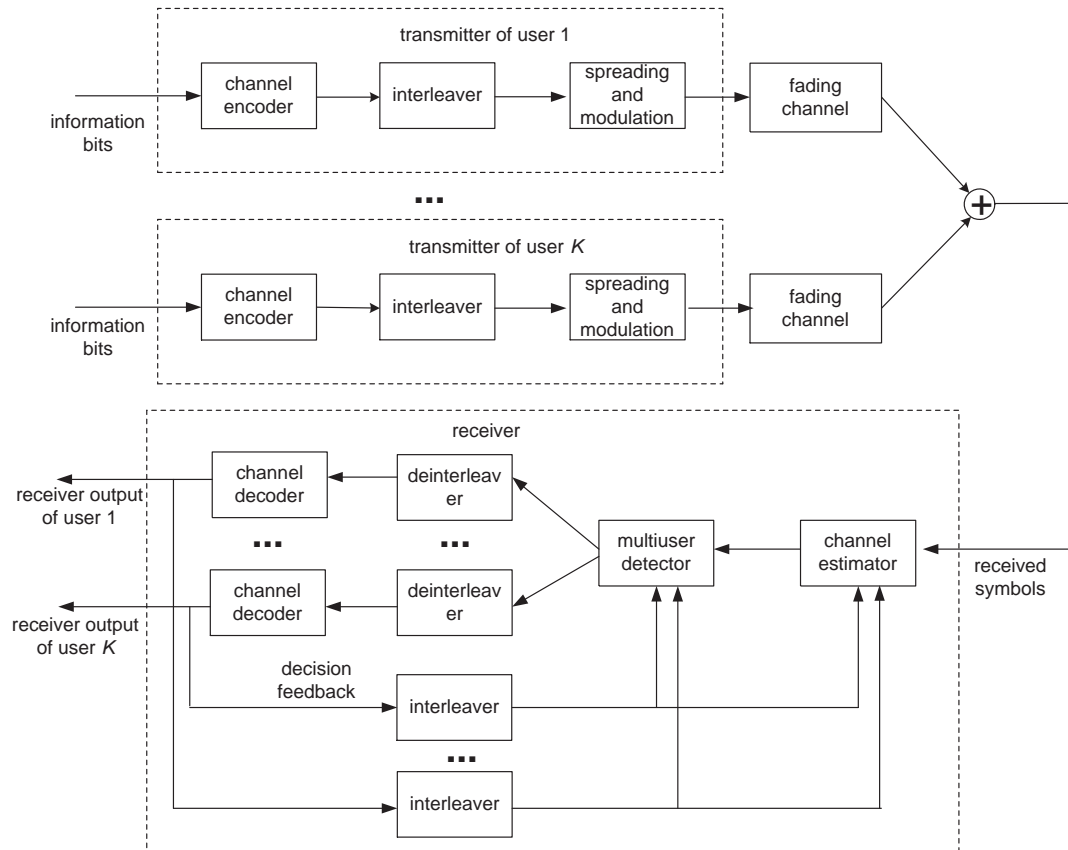 transmitter of user 1
channel
encoder
interleaver
spreading
and
modulation
fading
channel
information
bits
...
+
transmitter of user K
channel
encoder
interleaver
spreading
and
modulation
fading
channel
information
bits
receiver
channel
decoder
deinterleav
er
receiver output
of user 1
...
...
multiuser
detector
channel
estimator
received
symbols
channel
decoder
deinterleav
er
receiver output
of user K
decision
feedback
interleaver
...
interleaver